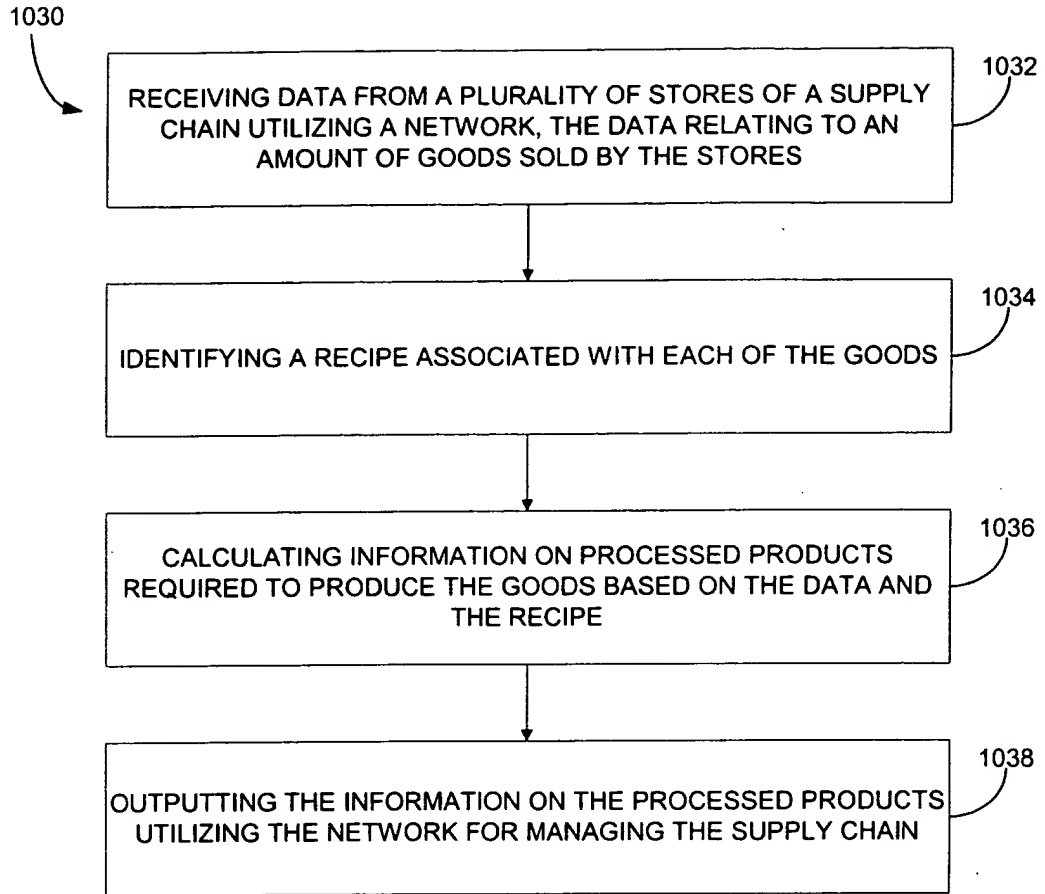 1030
1032
RECEIVING DATA FROM A PLURALITY OF STORES OF A SUPPLY
CHAIN UTILIZING A NETWORK, THE DATA RELATING TO AN
AMOUNT OF GOODS SOLD BY THE STORES
1034
IDENTIFYING A RECIPE ASSOCIATED WITH EACH OF THE GOODS
1036
CALCULATING INFORMATION ON PROCESSED PRODUCTS
REQUIRED TO PRODUCE THE GOODS BASED ON THE DATA AND
THE RECIPE
1038
OUTPUTTING THE INFORMATION ON THE PROCESSED PRODUCTS
UTILIZING THE NETWORK FOR MANAGING THE SUPPLY CHAIN